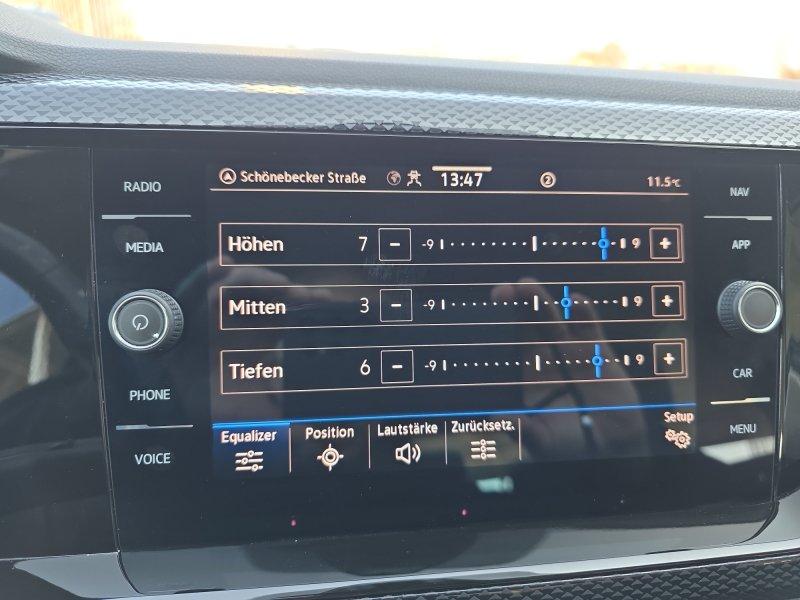 RADIO
MEDIA
PHONE
VOICE
Schönebecker Straße 13:47 2 11.5°C
Höhen 7 - -9 9 +
Mitten 3 - -9 9 +
Tiefen 6 - -9 9 +
Equalizer Position Lautstärke Zurücksetz. Setup
NAV
APP
CAR
MENU